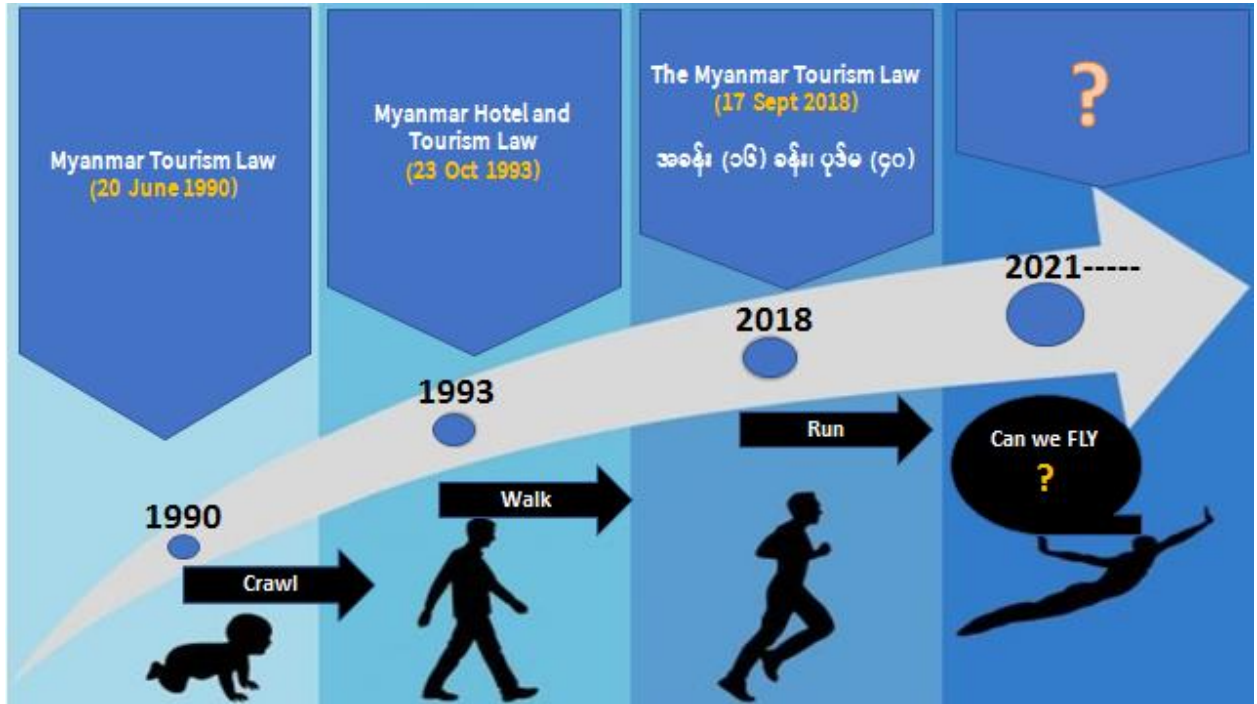 Myanmar Tourism Law
(20 June 1990)
Myanmar Hotel and
Tourism Law
(23 Oct 1993)
The Myanmar Tourism Law
(17 Sept 2018)
အခန်း (၁၆) ခန်း၊ ပုဒ်မ (၄၀)
?
1990
1993
2018
2021-----
Crawl
Walk
Run
Can we FLY
?